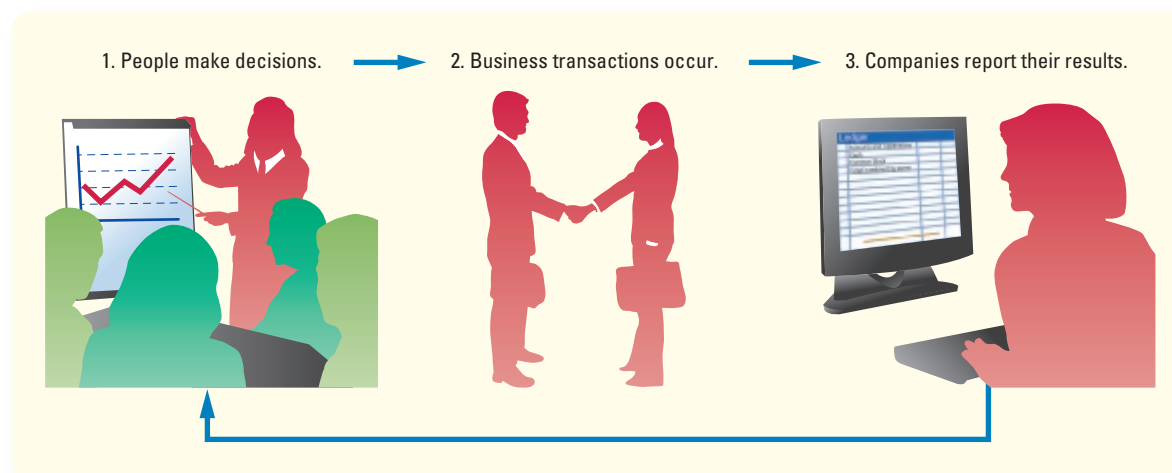 1. People make decisions.
2. Business transactions occur.
3. Companies report their results.
Ledger